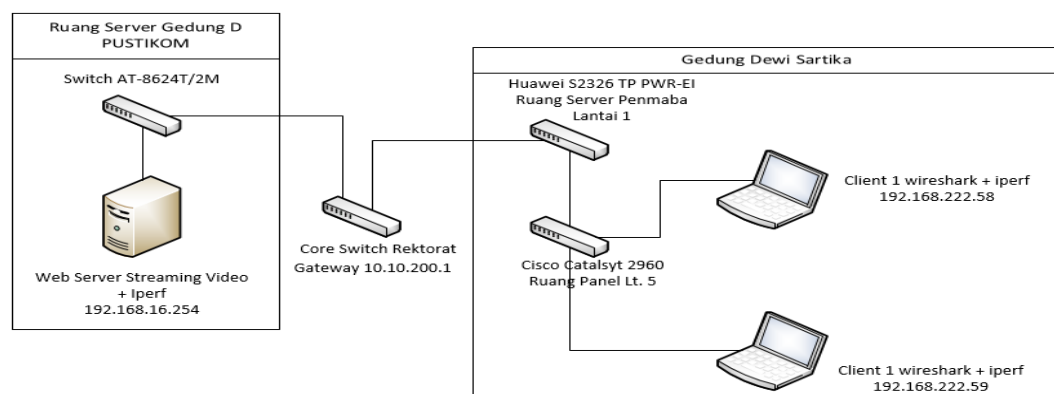 Ruang Server Gedung D
PUSTIKOM
Switch AT-8624T/2M
Web Server Streaming Video
+ Iperf
192.168.16.254
Core Switch Rektorat
Gateway 10.10.200.1
Gedung Dewi Sartika
Huawei S2326 TP PWR-EI
Ruang Server Penmaba
Lantai 1
Cisco Catalsyt 2960
Ruang Panel Lt. 5
Client 1 wireshark + iperf
192.168.222.58
Client 1 wireshark + iperf
192.168.222.59